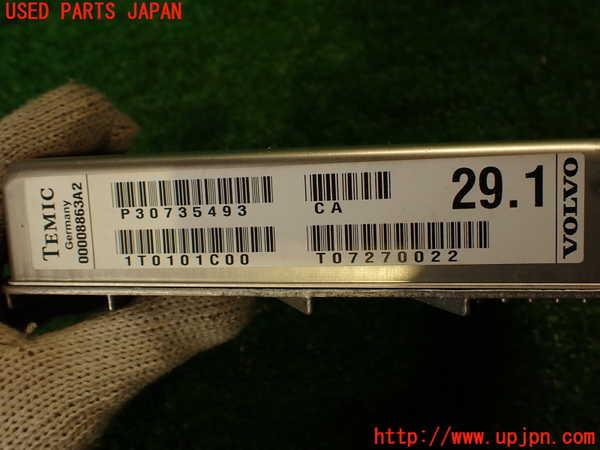 USED PARTS JAPAN
TEMIC
Germany
00008863A2
P30735493
CA
29.1
1T0101C00
T07270022
VOLVO
http://www.upjpn.com/